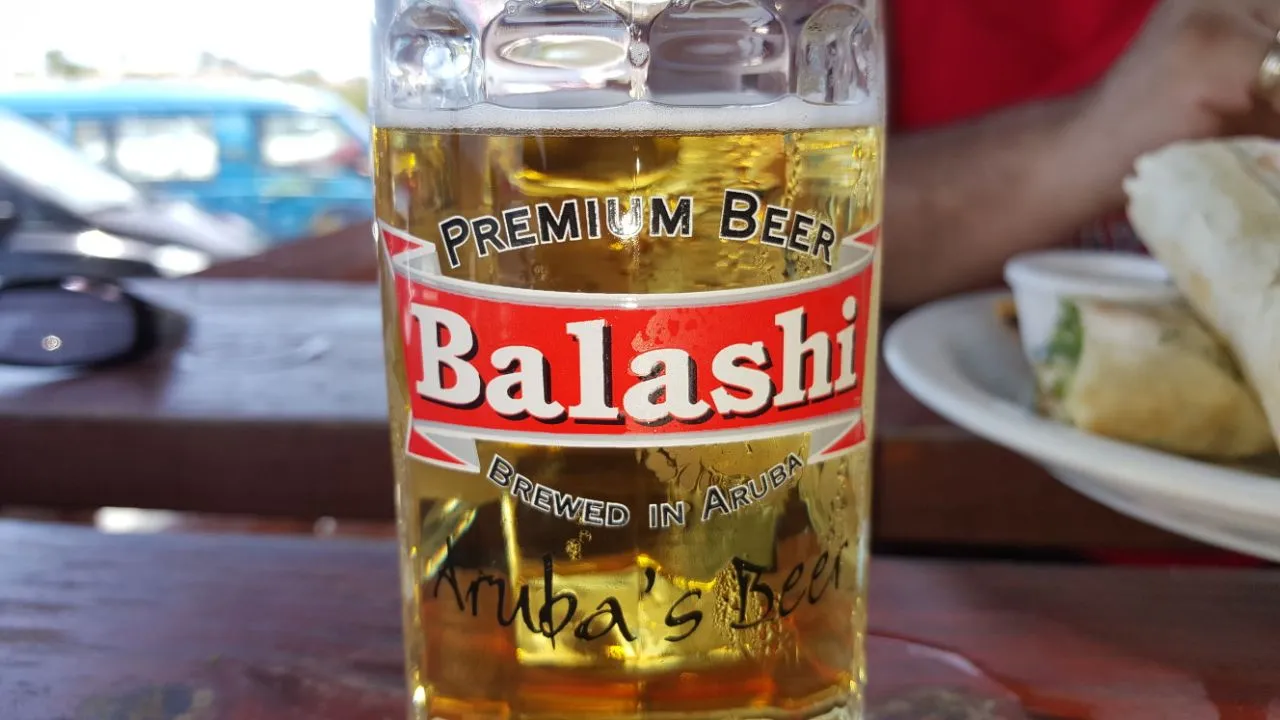 PREMIUM BEER
Balashi
BREWED IN ARUBA
Aruba's Beer